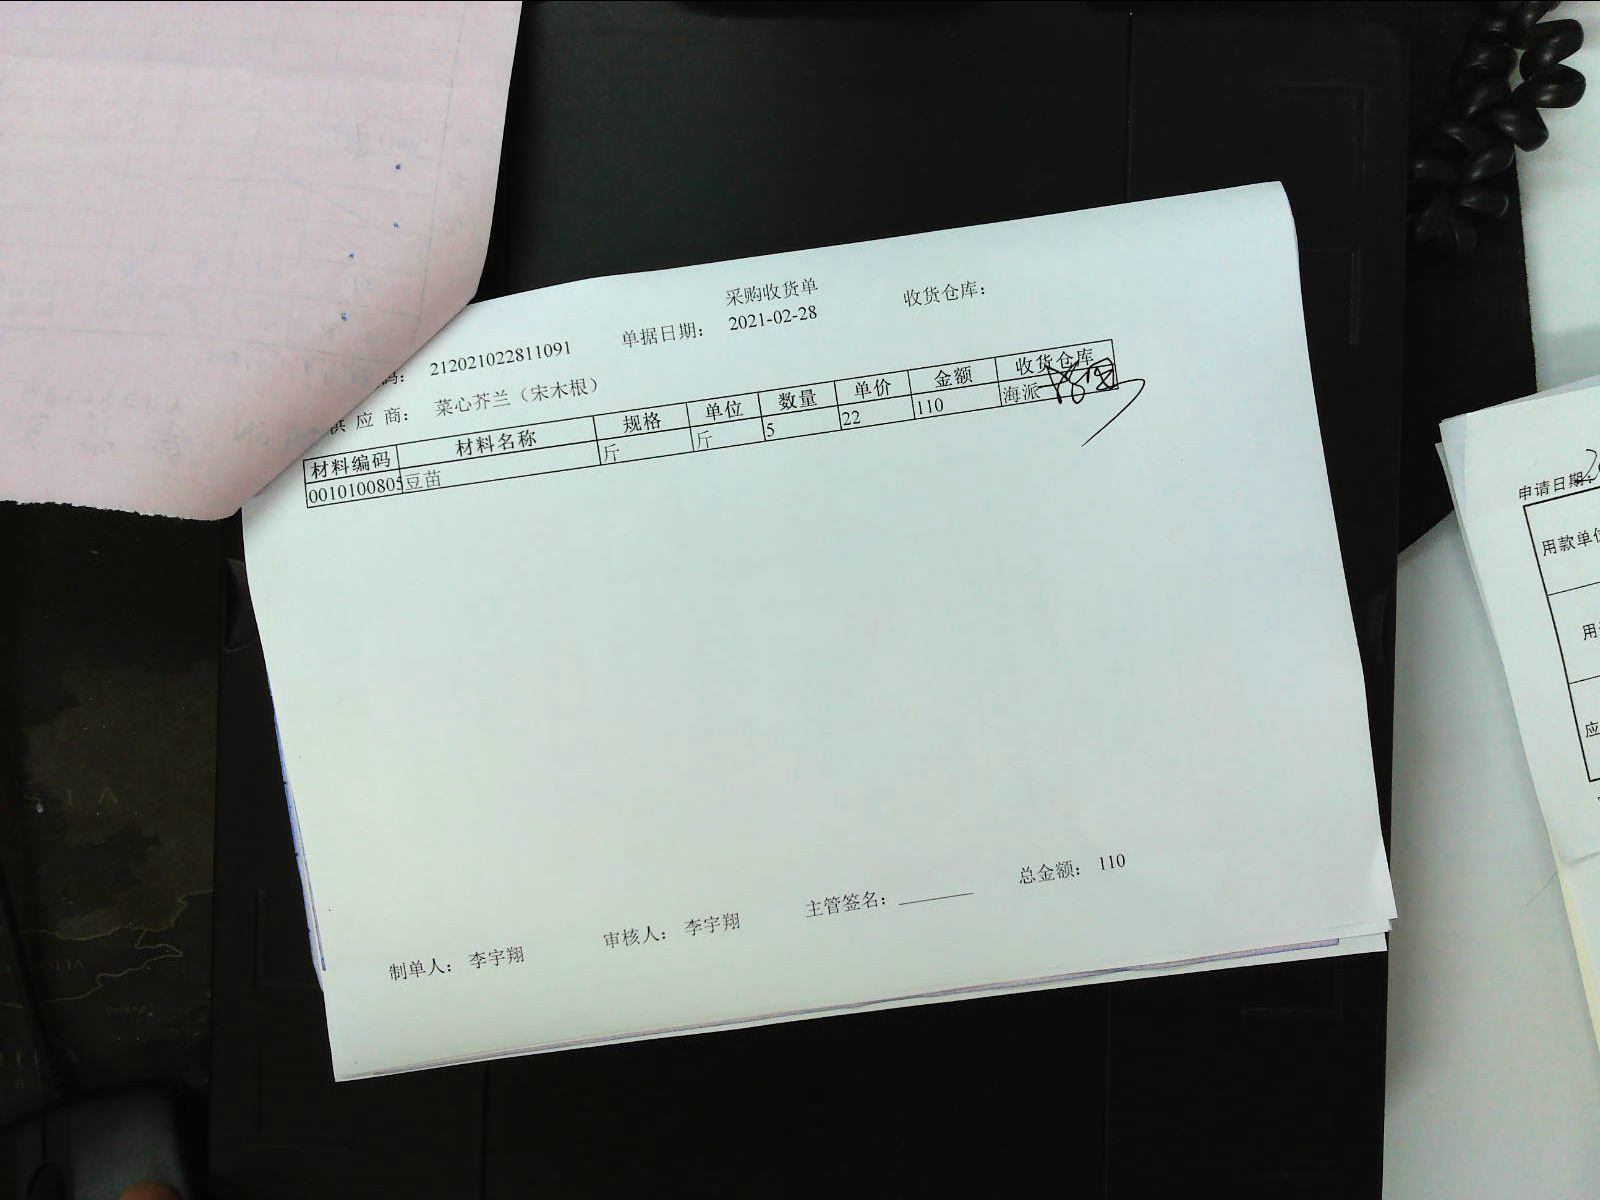 采购收货单
码： 212021022811091 单据日期： 2021-02-28 收货仓库：
供 应 商： 菜心芥兰（宋木根）
材料编码 材料名称 规格 单位 数量 单价 金额 收货仓库
0010100805 豆苗 斤 斤 5 22 110 海派
总金额： 110
制单人： 李宇翔 审核人： 李宇翔 主管签名：
申请日期：
用款单位
用
应